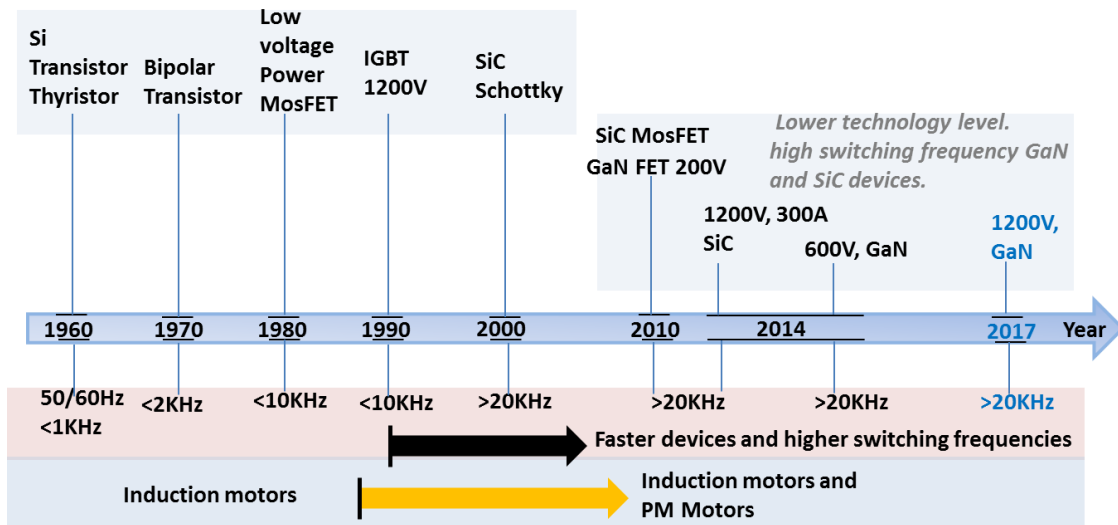 Si
Transistor
Thyristor
Bipolar
Transistor
Low
voltage
Power
MosFET
IGBT
1200V
SiC
Schottky
SiC MosFET
GaN FET 200V
Lower technology level.
high switching frequency GaN
and SiC devices.
1200V, 300A
SiC
600V, GaN
1200V,
GaN
1960
1970
1980
1990
2000
2010
2014
2017
Year
50/60Hz
<1KHz
<2KHz
<10KHz
<10KHz
>20KHz
>20KHz
>20KHz
>20KHz
Faster devices and higher switching frequencies
Induction motors
Induction motors and
PM Motors